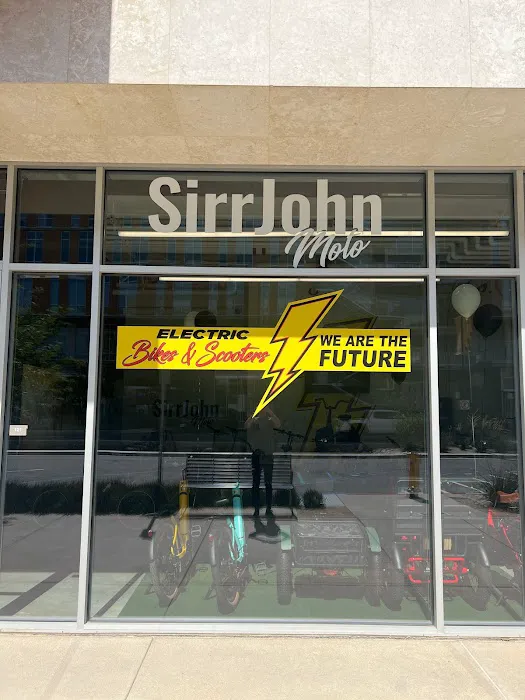 SirrJohn
Moto
ELECTRIC
Bikes & Scooters
WE ARE THE
FUTURE
SirrJohn